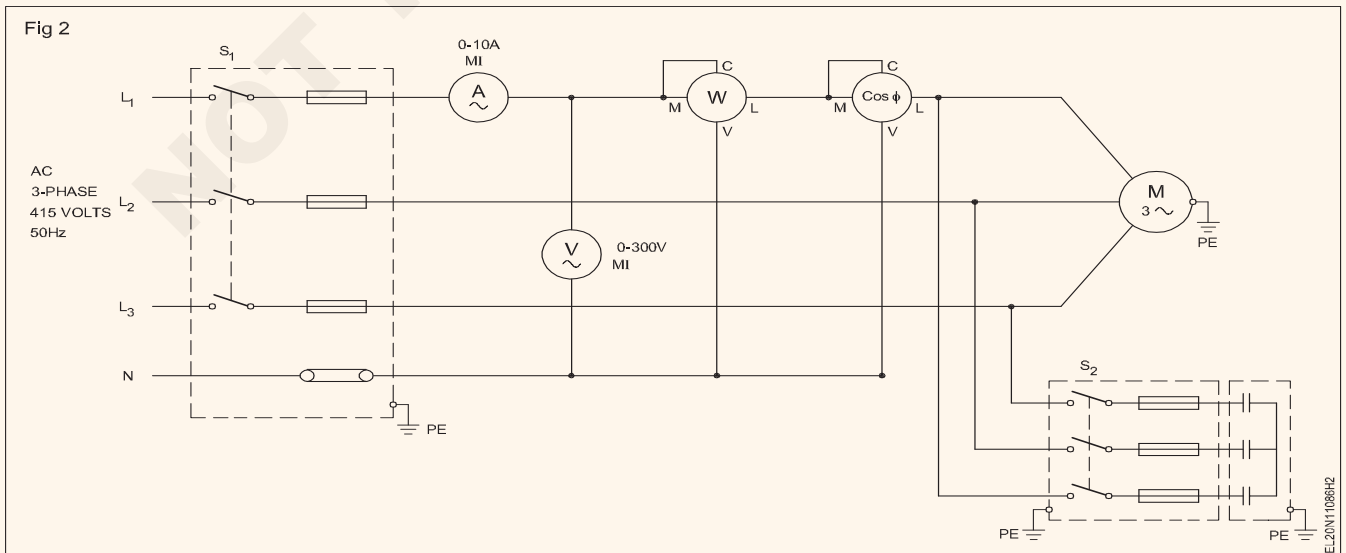 Fig 2
NOT
S1
0-10A
MI
A
C
M
W
L
V
C
M
Cos ϕ
L
V
L1
AC
3-PHASE
415 VOLTS
50Hz
L2
V
0-300V
MI
M
3
PE
L3
N
PE
S2
PE
PE
EL20N11086H2